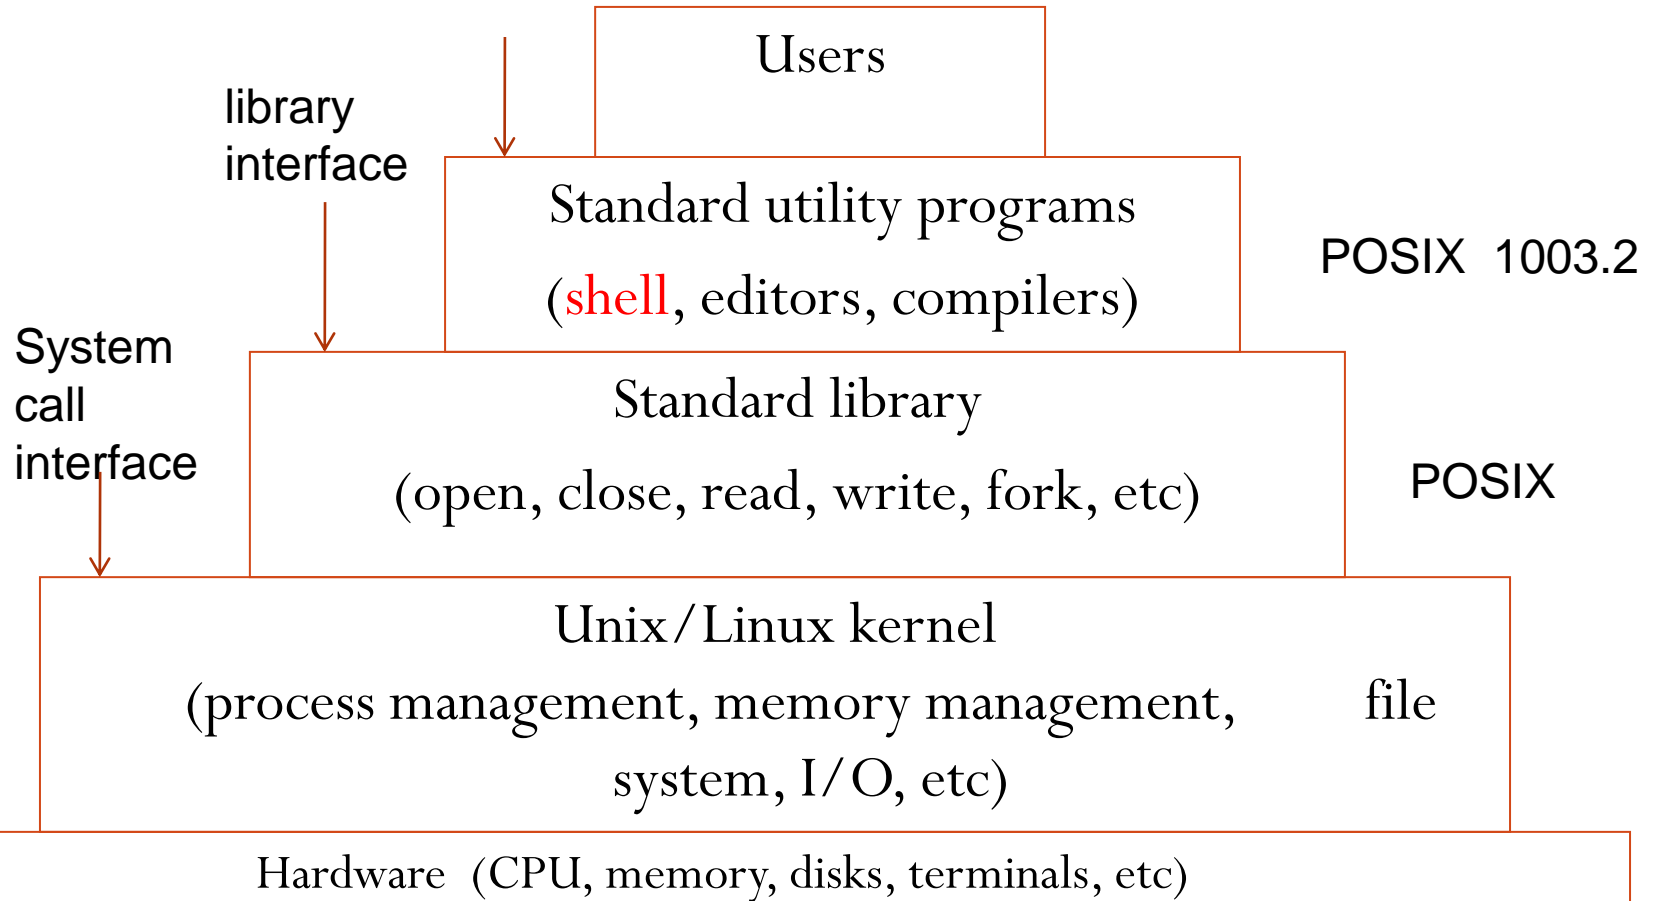 Users
library
interface
Standard utility programs
(shell, editors, compilers)
POSIX 1003.2
System
call
interface
Standard library
(open, close, read, write, fork, etc)
POSIX
Unix/Linux kernel
(process management, memory management, file
system, I/O, etc)
Hardware (CPU, memory, disks, terminals, etc)